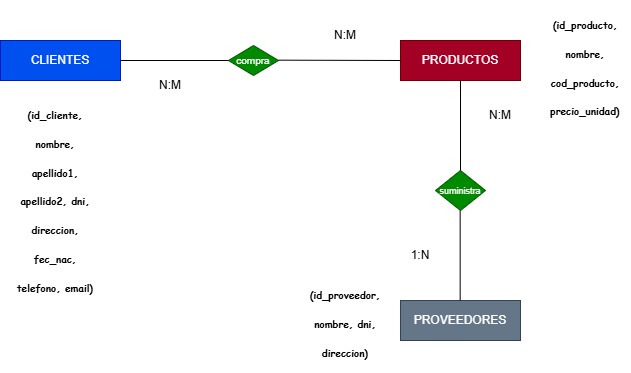 CLIENTES
compra
PRODUCTOS
N:M
N:M
(id_producto,
nombre,
cod_producto,
precio_unidad)
N:M
(id_cliente,
nombre,
apellido1,
apellido2, dni,
direccion,
fec_nac,
telefono, email)
suministra
1:N
PROVEEDORES
(id_proveedor,
nombre, dni,
direccion)